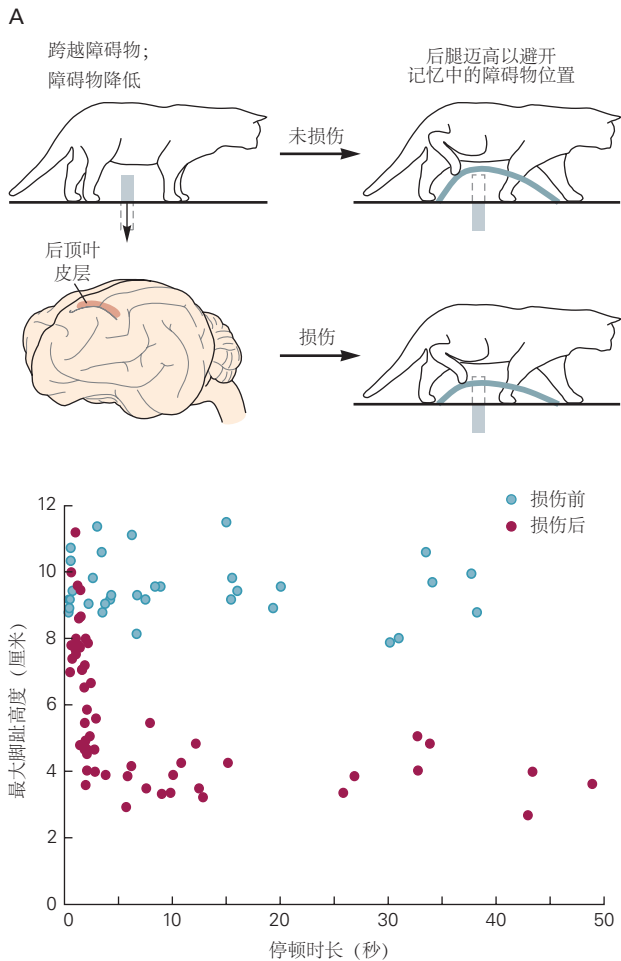 A
跨越障碍物；
障碍物降低
后腿迈高以避开
记忆中的障碍物位置
未损伤
后顶叶
皮层
损伤
12
10
8
6
4
2
0
最大脚趾高度（厘米）
损伤前
损伤后
0
10
20
30
40
50
停顿时长（秒）